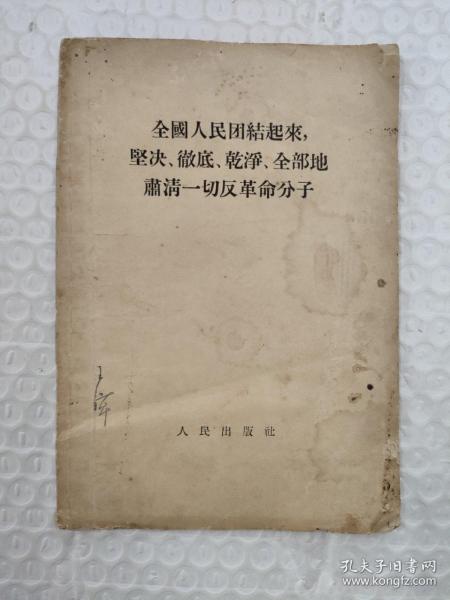 全國人民团結起來,
堅决、徹底、乾淨、全部地
肅清一切反革命分子
人民出版社
孔夫子旧书网
www.kongfz.com